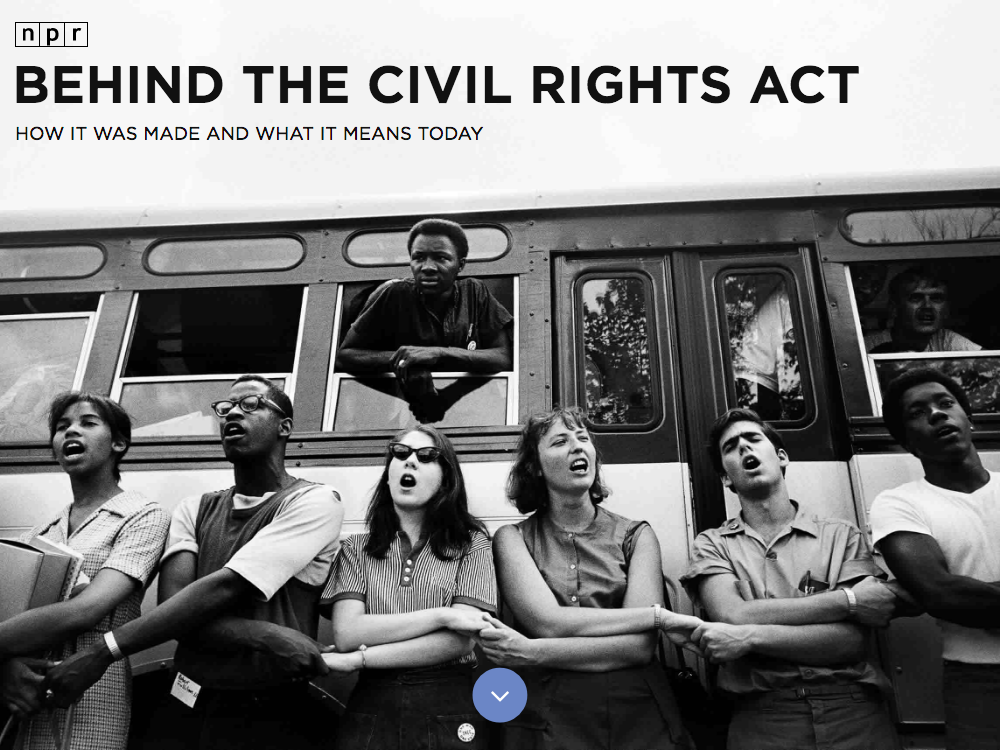 npr
BEHIND THE CIVIL RIGHTS ACT
HOW IT WAS MADE AND WHAT IT MEANS TODAY